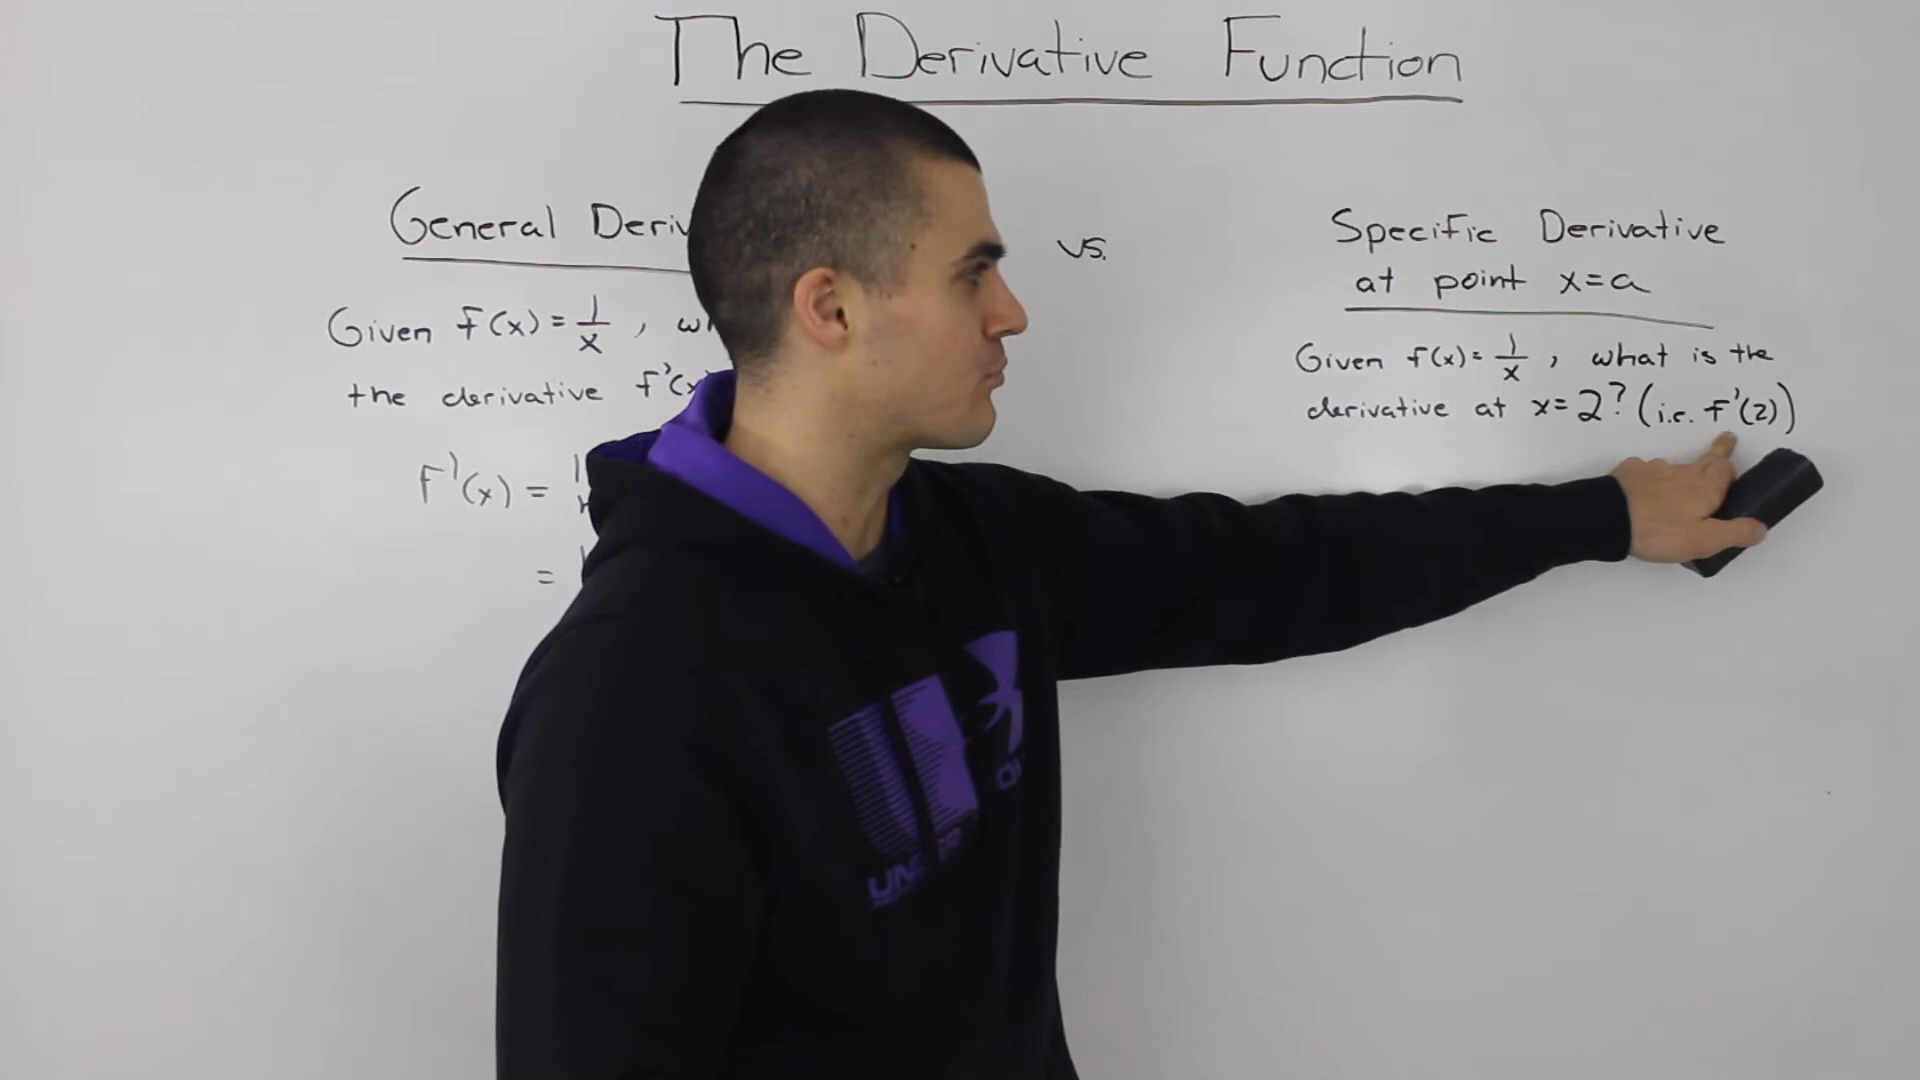 The Derivative Function
General Deriv
vs.
Specific Derivative
at point x=a
Given f(x)=1/x ,
the derivative f'(x
f'(x) =
=
Given f(x)=1/x , what is the
derivative at x=2? (i.e. f'(2))